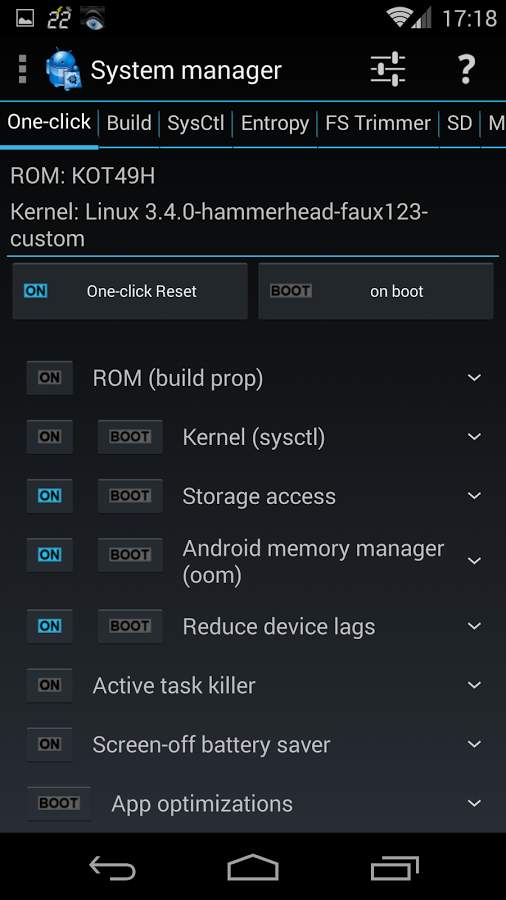 22 17:18
System manager ?
One-click Build SysCtl Entropy FS Trimmer SD M
ROM: KOT49H
Kernel: Linux 3.4.0-hammerhead-faux123-
custom
ON One-click Reset BOOT on boot
ON ROM (build prop)
ON BOOT Kernel (sysctl)
ON BOOT Storage access
ON BOOT Android memory manager
(oom)
ON BOOT Reduce device lags
ON Active task killer
ON Screen-off battery saver
BOOT App optimizations